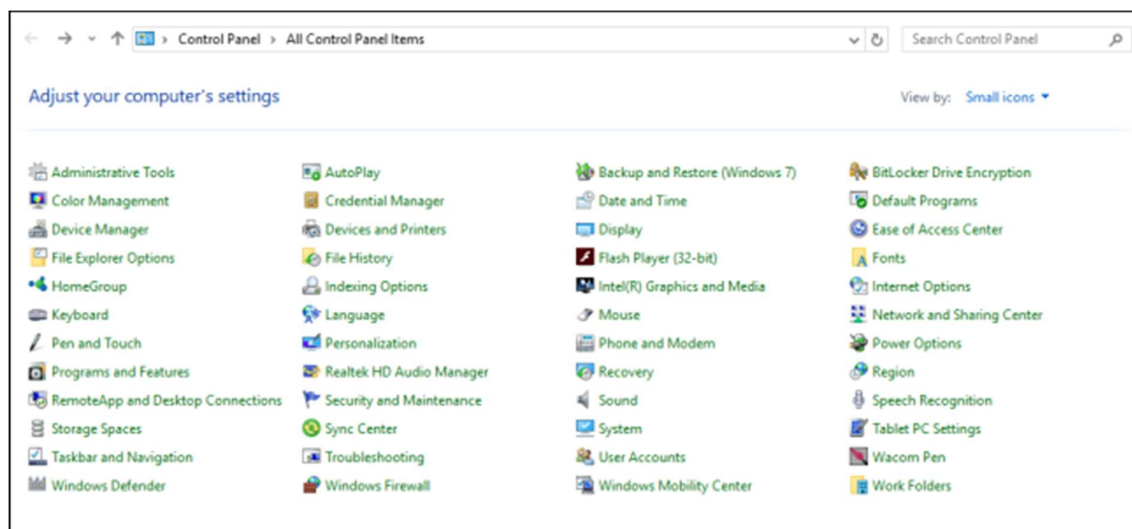 Control Panel > All Control Panel Items
Search Control Panel
Adjust your computer's settings
View by: Small icons
Administrative Tools AutoPlay Backup and Restore (Windows 7) BitLocker Drive Encryption
Color Management Credential Manager Date and Time Default Programs
Device Manager Devices and Printers Display Ease of Access Center
File Explorer Options File History Flash Player (32-bit) Fonts
HomeGroup Indexing Options Intel(R) Graphics and Media Internet Options
Keyboard Language Mouse Network and Sharing Center
Pen and Touch Personalization Phone and Modem Power Options
Programs and Features Realtek HD Audio Manager Recovery Region
RemoteApp and Desktop Connections Security and Maintenance Sound Speech Recognition
Storage Spaces Sync Center System Tablet PC Settings
Taskbar and Navigation Troubleshooting User Accounts Wacom Pen
Windows Defender Windows Firewall Windows Mobility Center Work Folders